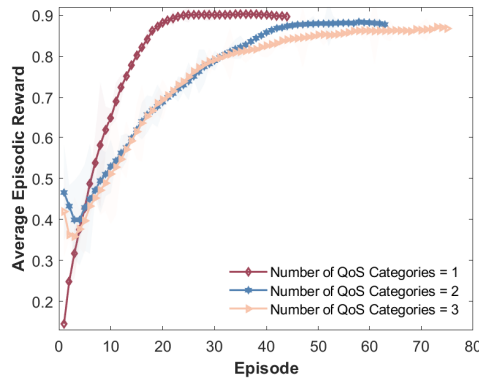 0.9
0.8
0.7
0.6
0.5
0.4
0.3
0.2
Average Episodic Reward
Number of QoS Categories = 1
Number of QoS Categories = 2
Number of QoS Categories = 3
0 10 20 30 40 50 60 70 80
Episode